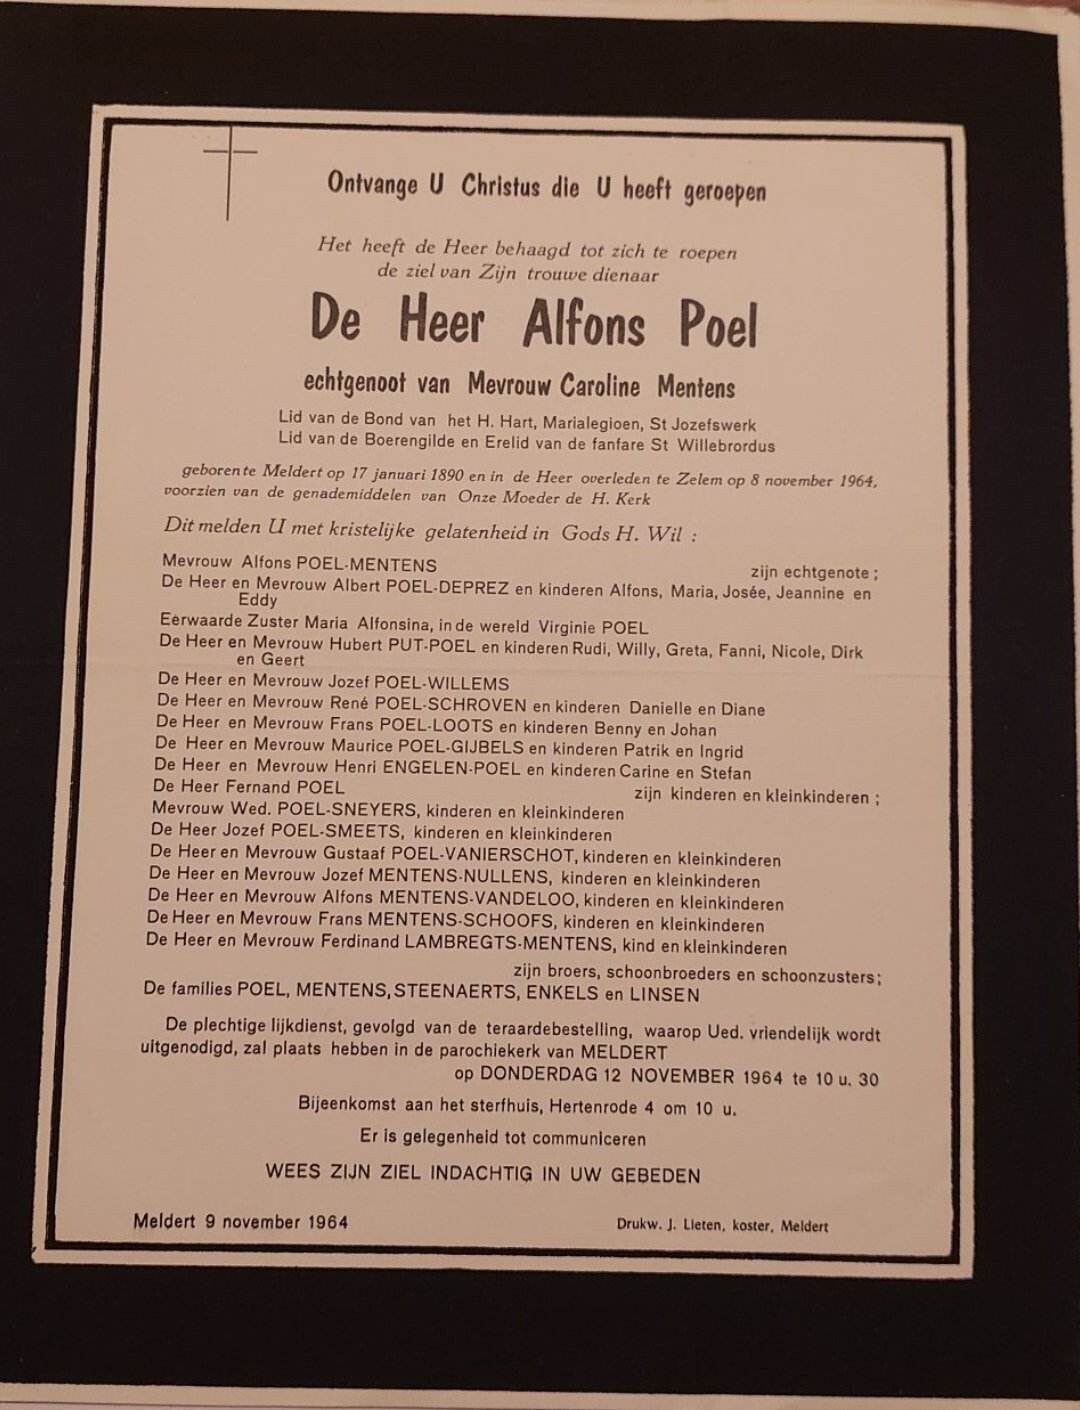 Ontvange U Christus die U heeft geroepen
Het heeft de Heer behaagd tot zich te roepen
de ziel van Zijn trouwe dienaar
De Heer Alfons Poel
echtgenoot van Mevrouw Caroline Mentens
Lid van de Bond van het H. Hart, Marialegioen, St Jozefswerk
Lid van de Boerengilde en Erelid van de fanfare St Willebrordus
geboren te Meldert op 17 januari 1890 en in de Heer overleden te Zelem op 8 november 1964,
voorzien van de genademiddelen van Onze Moeder de H. Kerk
Dit melden U met kristelijke gelatenheid in Gods H. Wil :
Mevrouw Alfons POEL-MENTENS zijn echtgenote ;
De Heer en Mevrouw Albert POEL-DEPREZ en kinderen Alfons, Maria, Josée, Jeannine en
Eddy
Eerwaarde Zuster Maria Alfonsina, in de wereld Virginie POEL
De Heer en Mevrouw Hubert PUT-POEL en kinderen Rudi, Willy, Greta, Fanni, Nicole, Dirk
en Geert
De Heer en Mevrouw Jozef POEL-WILLEMS
De Heer en Mevrouw René POEL-SCHROVEN en kinderen Danielle en Diane
De Heer en Mevrouw Frans POEL-LOOTS en kinderen Benny en Johan
De Heer en Mevrouw Maurice POEL-GIJBELS en kinderen Patrik en Ingrid
De Heer en Mevrouw Henri ENGELEN-POEL en kinderen Carine en Stefan
De Heer Fernand POEL zijn kinderen en kleinkinderen ;
Mevrouw Wed. POEL-SNEYERS, kinderen en kleinkinderen
De Heer Jozef POEL-SMEETS, kinderen en kleinkinderen
De Heer en Mevrouw Gustaaf POEL-VANIERSCHOT, kinderen en kleinkinderen
De Heer en Mevrouw Jozef MENTENS-NULLENS, kinderen en kleinkinderen
De Heer en Mevrouw Alfons MENTENS-VANDELOO, kinderen en kleinkinderen
De Heer en Mevrouw Frans MENTENS-SCHOOFS, kinderen en kleinkinderen
De Heer en Mevrouw Ferdinand LAMBREGTS-MENTENS, kind en kleinkinderen
zijn broers, schoonbroeders en schoonzusters;
De families POEL, MENTENS, STEENAERTS, ENKELS en LINSEN
De plechtige lijkdienst, gevolgd van de teraardebestelling, waarop Ued. vriendelijk wordt
uitgenodigd, zal plaats hebben in de parochiekerk van MELDERT
op DONDERDAG 12 NOVEMBER 1964 te 10 u. 30
Bijeenkomst aan het sterfhuis, Hertenrode 4 om 10 u.
Er is gelegenheid tot communiceren
WEES ZIJN ZIEL INDACHTIG IN UW GEBEDEN
Meldert 9 november 1964 Drukw. J. Lieten, koster, Meldert